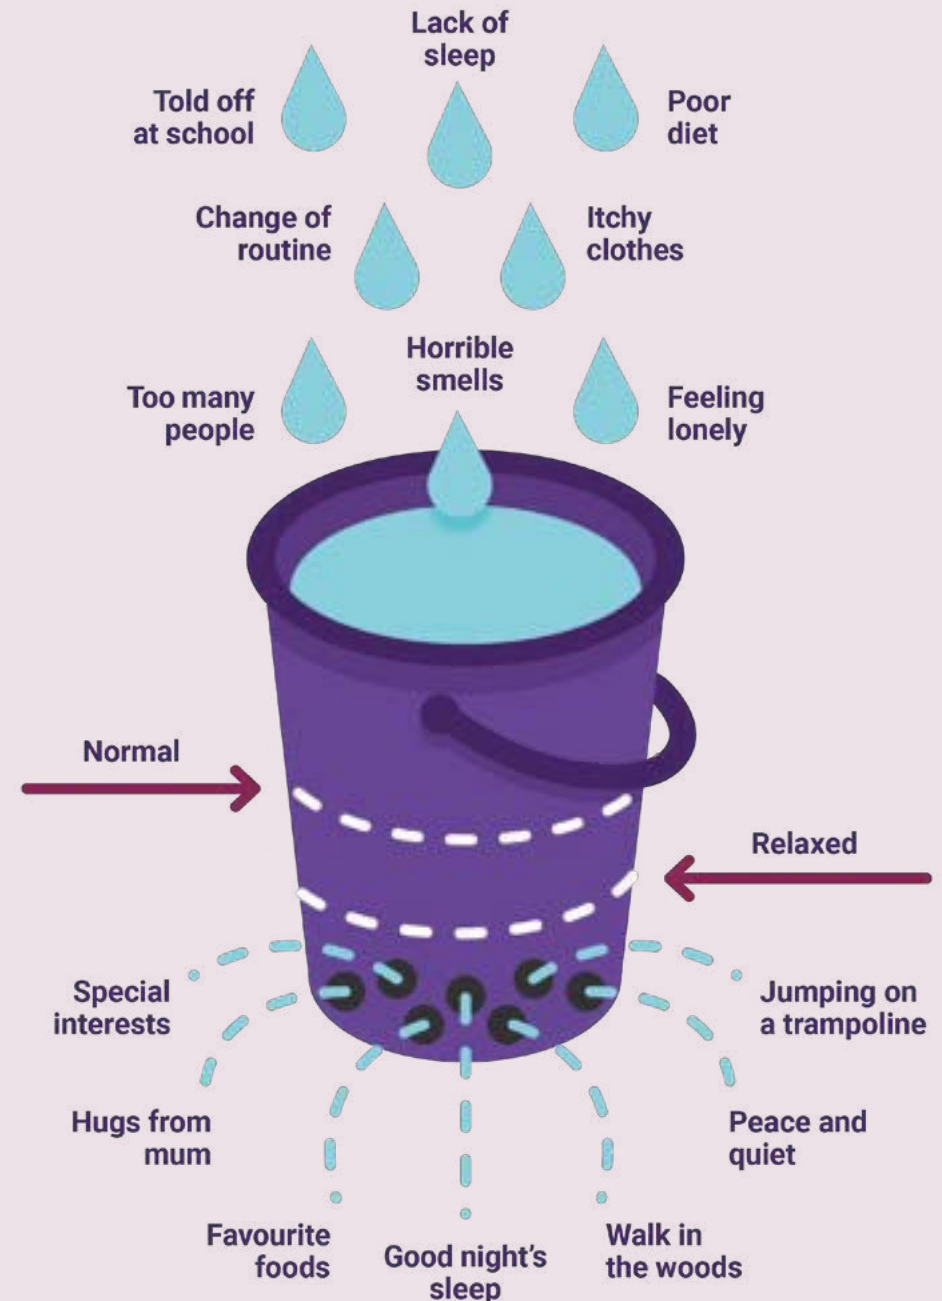 Lack of
sleep
Told off
at school
Poor
diet
Change of
routine
Itchy
clothes
Horrible
smells
Too many
people
Feeling
lonely
Normal
Relaxed
Special
interests
Jumping on
a trampoline
Hugs from
mum
Peace and
quiet
Favourite
foods
Good night's
sleep
Walk in
the woods